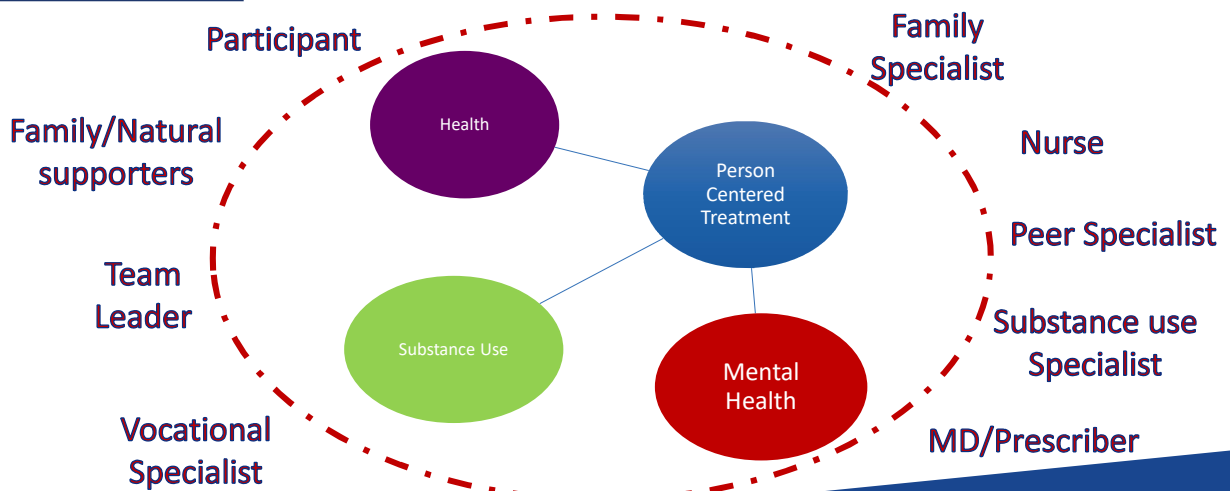 Participant
Family
Specialist
Family/Natural
supporters
Health
Nurse
Person
Centered
Treatment
Peer Specialist
Team
Leader
Substance Use
Substance use
Specialist
Mental
Health
Vocational
Specialist
MD/Prescriber